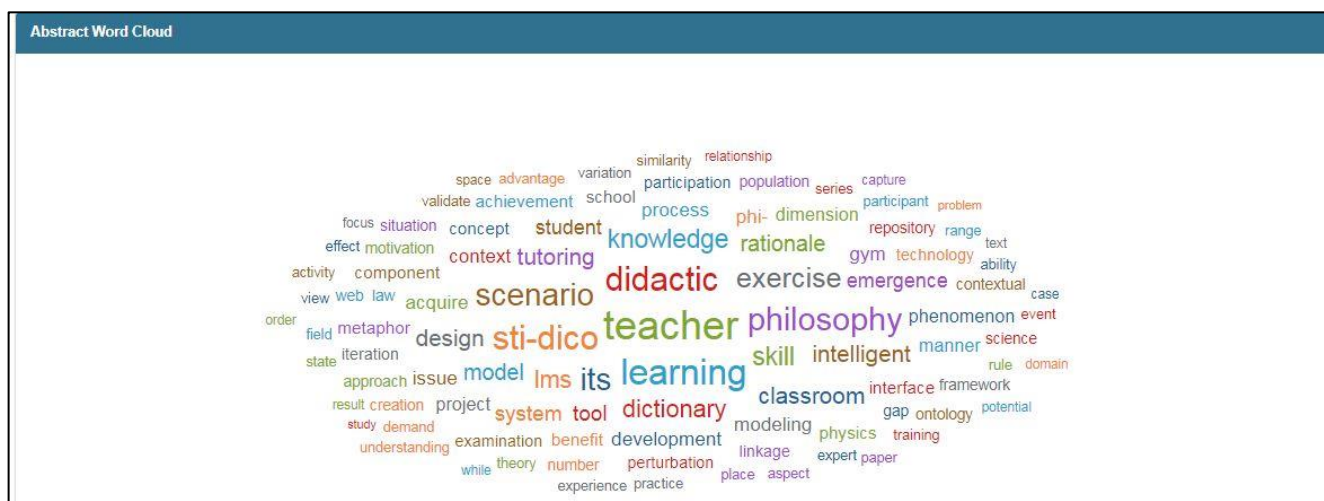 Abstract Word Cloud
similarity relationship
space advantage variation participation population series capture
validate achievement school process phi- dimension participant problem
focus situation concept student knowledge rationale repository range text
effect motivation context tutoring gym technology ability
activity component scenario didactic exercise emergence contextual case
view web law acquire
order field metaphor design sti-dico teacher philosophy phenomenon event
state iteration skill intelligent manner science
approach issue model lms its learning rule domain
result creation project system tool dictionary classroom interface framework
study demand gap ontology potential
understanding examination benefit development modeling physics training
while theory number perturbation linkage expert paper
experience practice place aspect